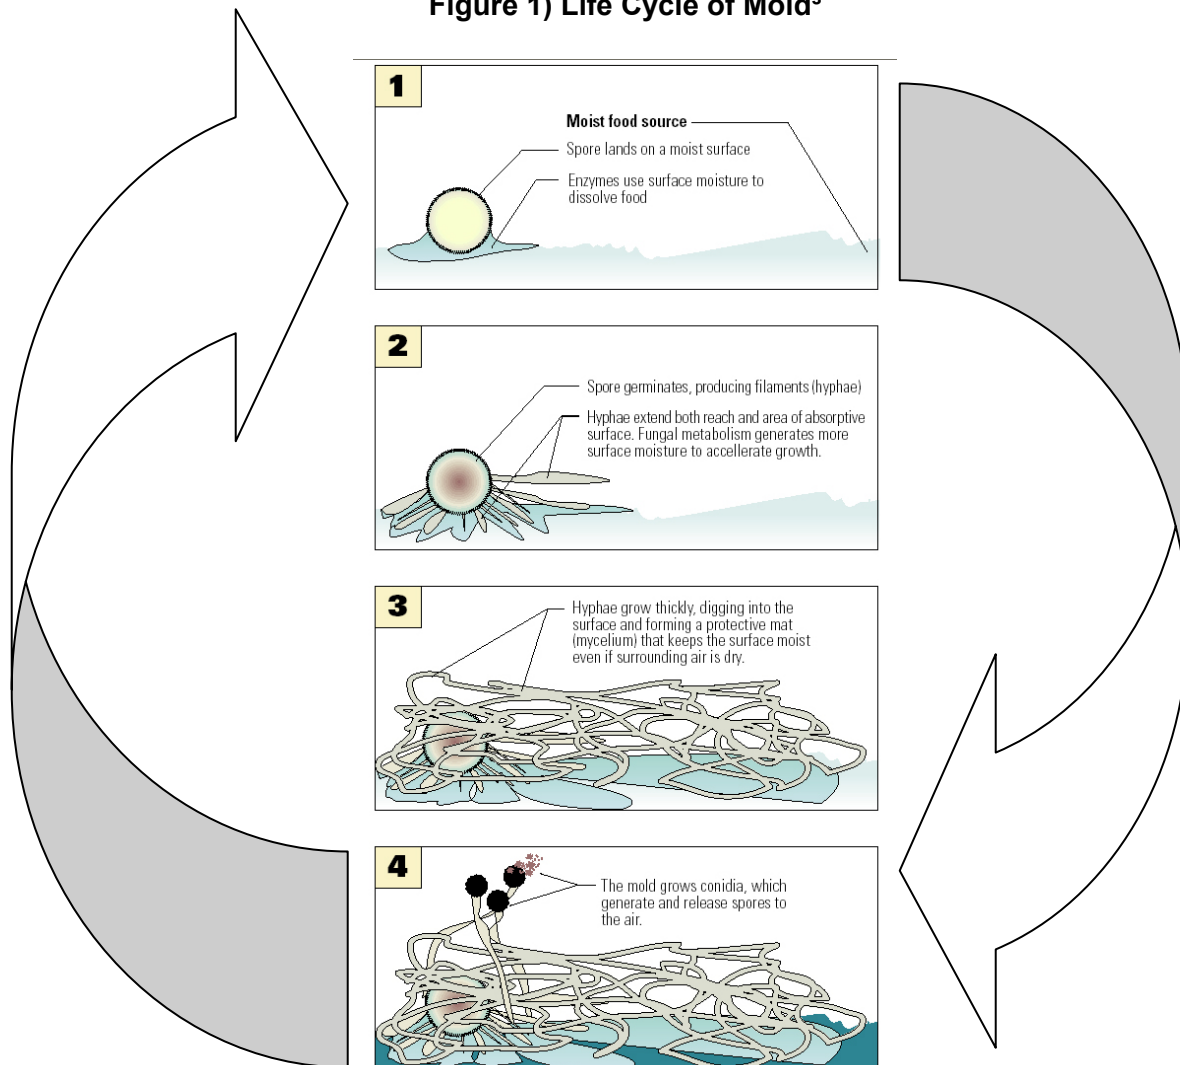 Figure 1) Life Cycle of Mold³
1
Moist food source
Spore lands on a moist surface
Enzymes use surface moisture to
dissolve food
2
Spore germinates, producing filaments (hyphae)
Hyphae extend both reach and area of absorptive
surface. Fungal metabolism generates more
surface moisture to accellerate growth.
3
Hyphae grow thickly, digging into the
surface and forming a protective mat
(mycelium) that keeps the surface moist
even if surrounding air is dry.
4
The mold grows conidia, which
generate and release spores to
the air.